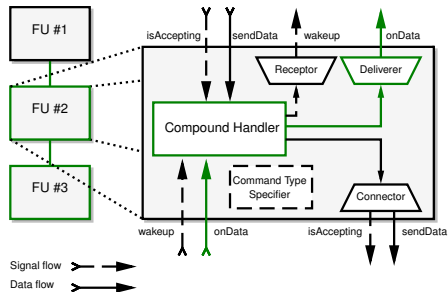 FU #1
isAccepting
sendData
wakeup
onData
Receptor
Deliverer
FU #2
Compound Handler
Command Type
Specifier
FU #3
Connector
wakeup
onData
isAccepting
sendData
Signal flow
Data flow